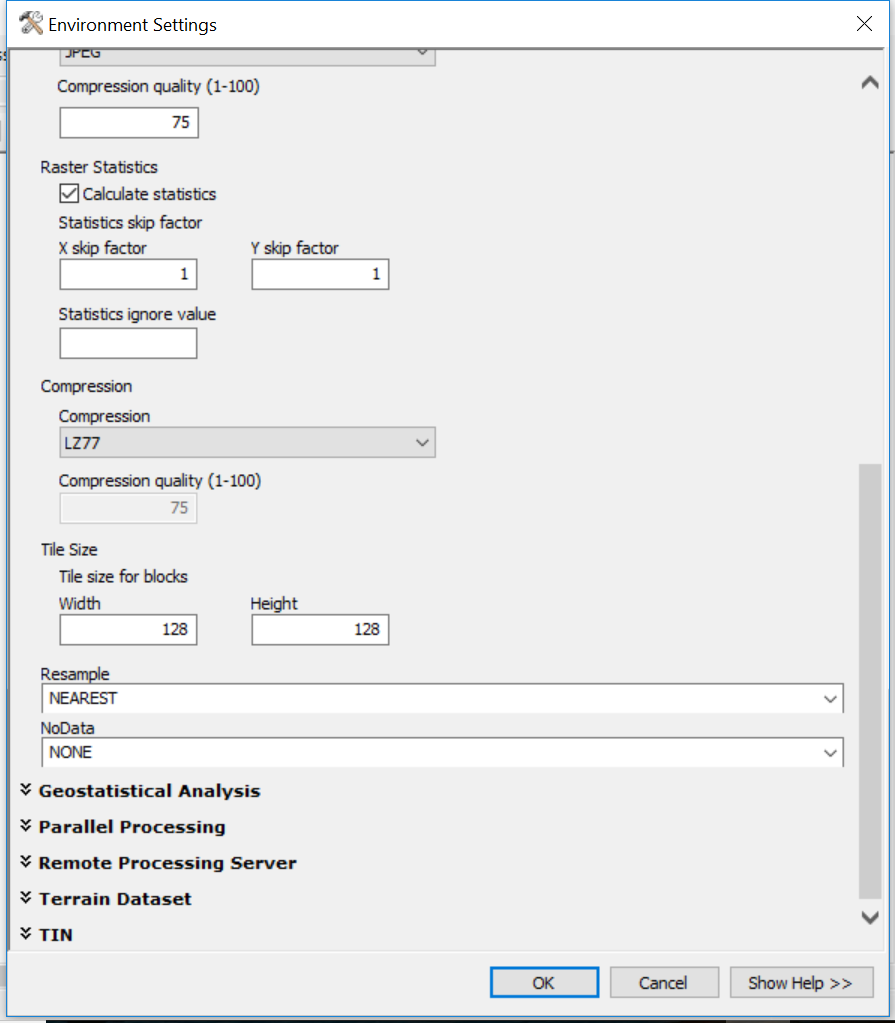 Environment Settings
JPEG
Compression quality (1-100)
75
Raster Statistics
Calculate statistics
Statistics skip factor
X skip factor Y skip factor
1 1
Statistics ignore value
Compression
Compression
LZ77
Compression quality (1-100)
75
Tile Size
Tile size for blocks
Width Height
128 128
Resample
NEAREST
NoData
NONE
Geostatistical Analysis
Parallel Processing
Remote Processing Server
Terrain Dataset
TIN
OK Cancel Show Help >>